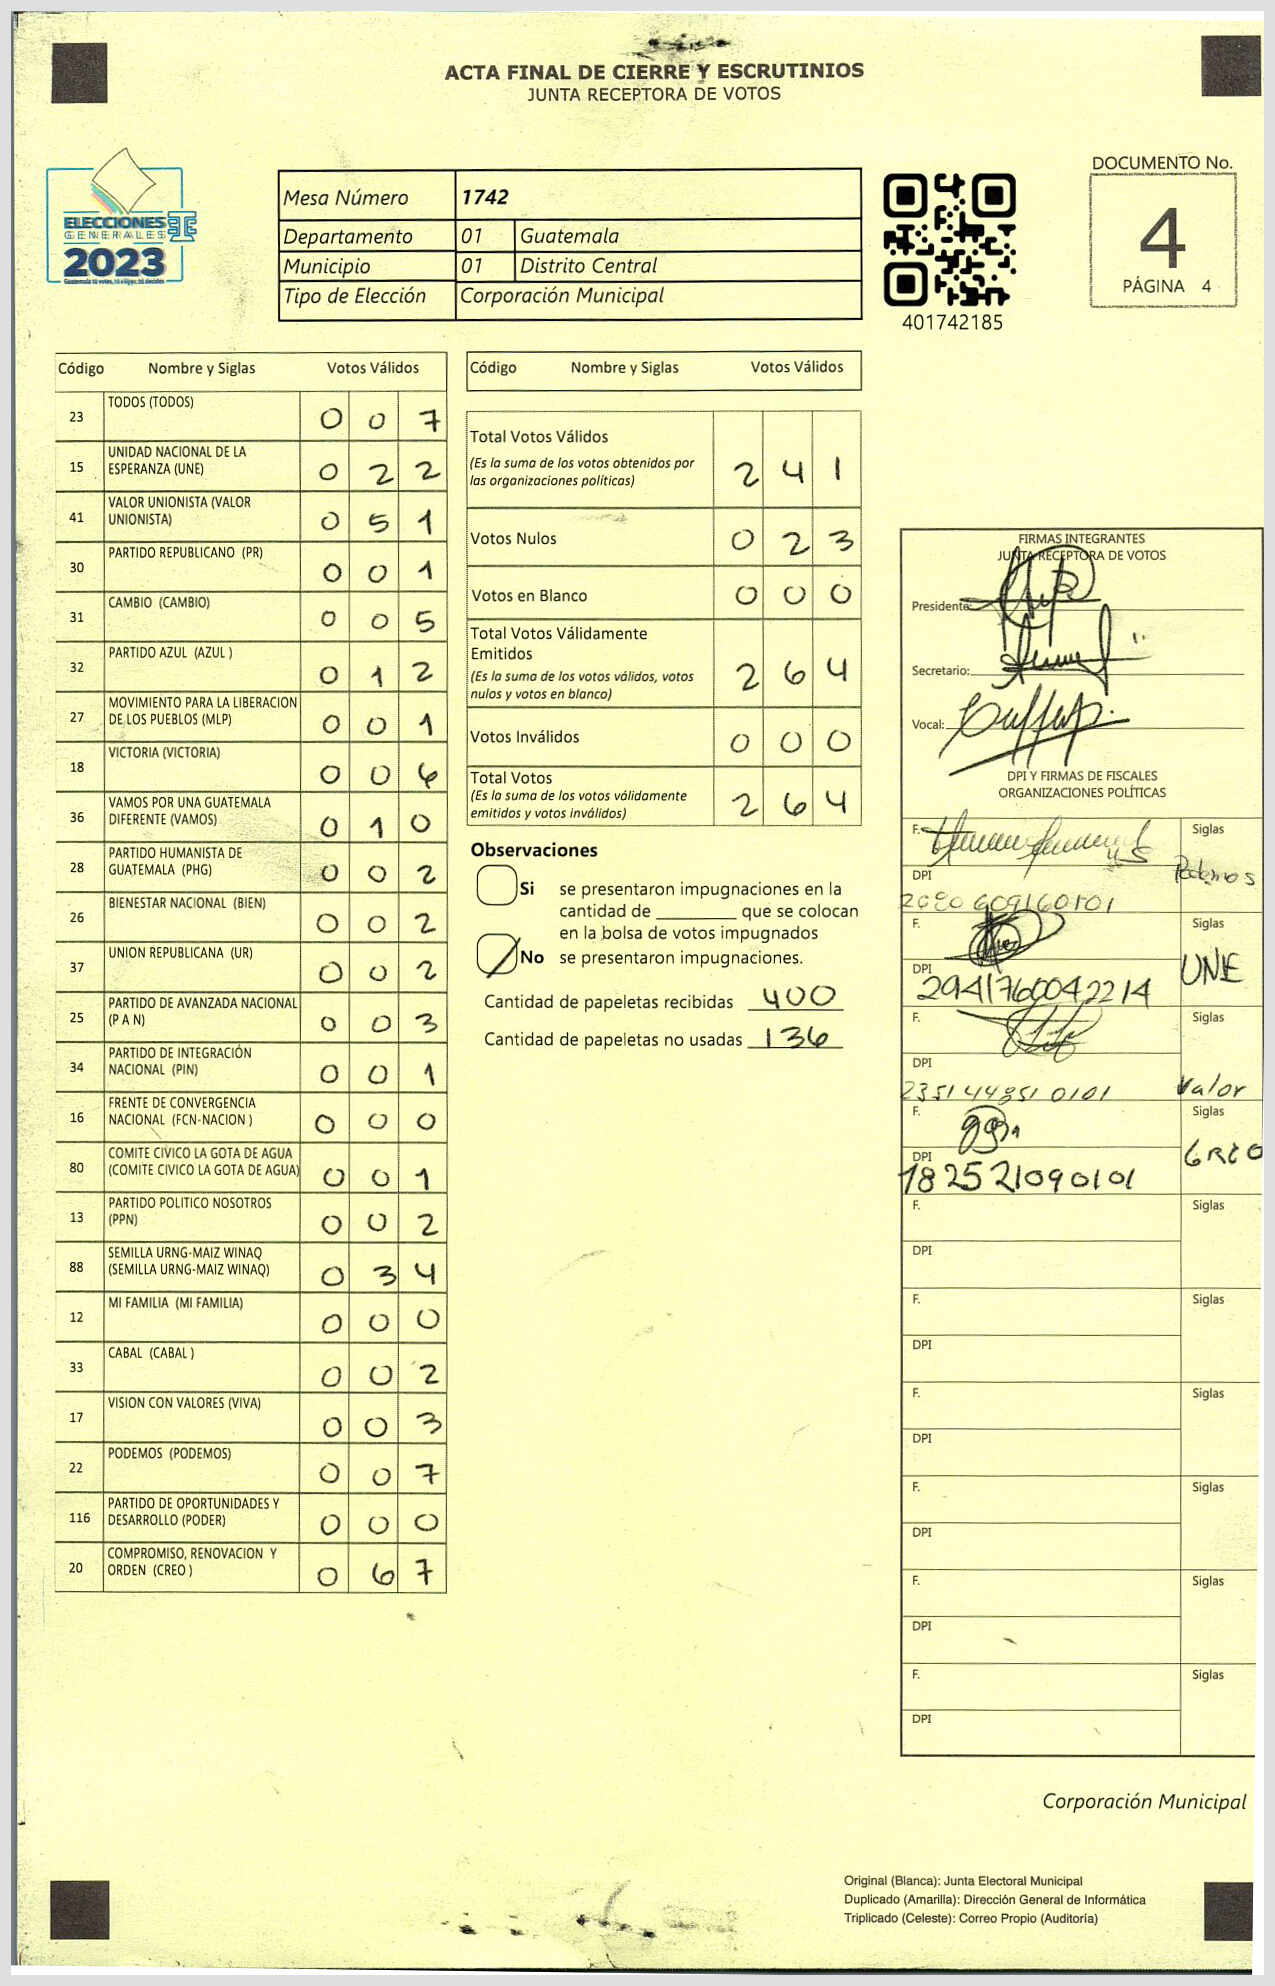 ACTA FINAL DE CIERRE Y ESCRUTINIOS
JUNTA RECEPTORA DE VOTOS
ELECCIONES
GENERALES
2023
Guatemala tú votas, tú eliges, tú decides
Mesa Número 1742
Departamento 01 Guatemala
Municipio 01 Distrito Central
Tipo de Elección Corporación Municipal
401742185
DOCUMENTO No.
4
PÁGINA 4
Código Nombre y Siglas Votos Válidos
23 TODOS (TODOS) 0 0 7
15 UNIDAD NACIONAL DE LA
ESPERANZA (UNE) 0 2 2
41 VALOR UNIONISTA (VALOR
UNIONISTA) 0 5 1
30 PARTIDO REPUBLICANO (PR) 0 0 1
31 CAMBIO (CAMBIO) 0 0 5
32 PARTIDO AZUL (AZUL ) 0 1 2
27 MOVIMIENTO PARA LA LIBERACION
DE LOS PUEBLOS (MLP) 0 0 1
18 VICTORIA (VICTORIA) 0 0 6
36 VAMOS POR UNA GUATEMALA
DIFERENTE (VAMOS) 0 1 0
28 PARTIDO HUMANISTA DE
GUATEMALA (PHG) 0 0 2
26 BIENESTAR NACIONAL (BIEN) 0 0 2
37 UNION REPUBLICANA (UR) 0 0 2
25 PARTIDO DE AVANZADA NACIONAL
(P A N) 0 0 3
34 PARTIDO DE INTEGRACIÓN
NACIONAL (PIN) 0 0 1
16 FRENTE DE CONVERGENCIA
NACIONAL (FCN-NACION ) 0 0 0
80 COMITE CIVICO LA GOTA DE AGUA
(COMITE CIVICO LA GOTA DE AGUA) 0 0 1
13 PARTIDO POLITICO NOSOTROS
(PPN) 0 0 2
88 SEMILLA URNG-MAIZ WINAQ
(SEMILLA URNG-MAIZ WINAQ) 0 3 4
12 MI FAMILIA (MI FAMILIA) 0 0 0
33 CABAL (CABAL ) 0 0 2
17 VISION CON VALORES (VIVA) 0 0 3
22 PODEMOS (PODEMOS) 0 0 7
116 PARTIDO DE OPORTUNIDADES Y
DESARROLLO (PODER) 0 0 0
20 COMPROMISO, RENOVACION Y
ORDEN (CREO ) 0 6 7
Código Nombre y Siglas Votos Válidos
Total Votos Válidos
(Es la suma de los votos obtenidos por
las organizaciones políticas) 2 4 1
Votos Nulos 0 2 3
Votos en Blanco 0 0 0
Total Votos Válidamente
Emitidos
(Es la suma de los votos válidos, votos
nulos y votos en blanco) 2 6 4
Votos Inválidos 0 0 0
Total Votos
(Es la suma de los votos válidamente
emitidos y votos inválidos) 2 6 4
Observaciones
Si se presentaron impugnaciones en la
cantidad de ________ que se colocan
en la bolsa de votos impugnados
No se presentaron impugnaciones.
Cantidad de papeletas recibidas 400
Cantidad de papeletas no usadas 136
FIRMAS INTEGRANTES
JUNTA RECEPTORA DE VOTOS
Presidente:
Secretario:
Vocal:
DPI Y FIRMAS DE FISCALES
ORGANIZACIONES POLÍTICAS
F. Siglas
DPI Podemos
F. Siglas
DPI UNE
2941760042214
F. Siglas
DPI
2351448510101 Valor
F. Siglas
DPI
182521090101
F. Siglas
DPI
F. Siglas
DPI
F. Siglas
DPI
F. Siglas
DPI
F. Siglas
DPI
F. Siglas
DPI
Corporación Municipal
Original (Blanca): Junta Electoral Municipal
Duplicado (Amarilla): Dirección General de Informática
Triplicado (Celeste): Correo Propio (Auditoría)